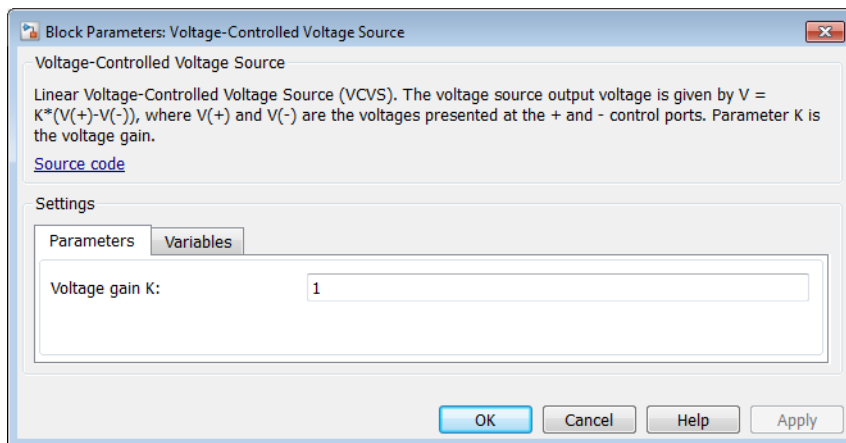 Block Parameters: Voltage-Controlled Voltage Source
Voltage-Controlled Voltage Source
Linear Voltage-Controlled Voltage Source (VCVS). The voltage source output voltage is given by V =
K*(V(+)-V(-)), where V(+) and V(-) are the voltages presented at the + and - control ports. Parameter K is
the voltage gain.
Source code
Settings
Parameters Variables
Voltage gain K: 1
OK Cancel Help Apply